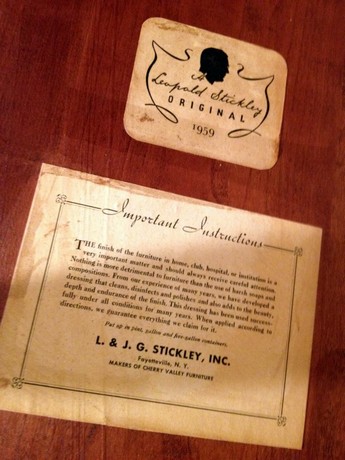 A
Leopold Stickley
ORIGINAL
1959
Important Instructions
THE finish of the furniture in home, club, hospital, or institution is a
very important matter and should always receive careful attention.
Nothing is more detrimental to furniture than the use of harsh soaps and
compositions. From our experience of many years, we have developed a
dressing that cleans, disinfects and polishes and also adds to the beauty,
depth and endurance of the finish. This dressing has been used success-
fully under all conditions for many years. When applied according to
directions, we guarantee everything we claim for it.
Put up in pint, gallon and five-gallon containers.
L. & J. G. STICKLEY, INC.
Fayetteville, N. Y.
MAKERS OF CHERRY VALLEY FURNITURE